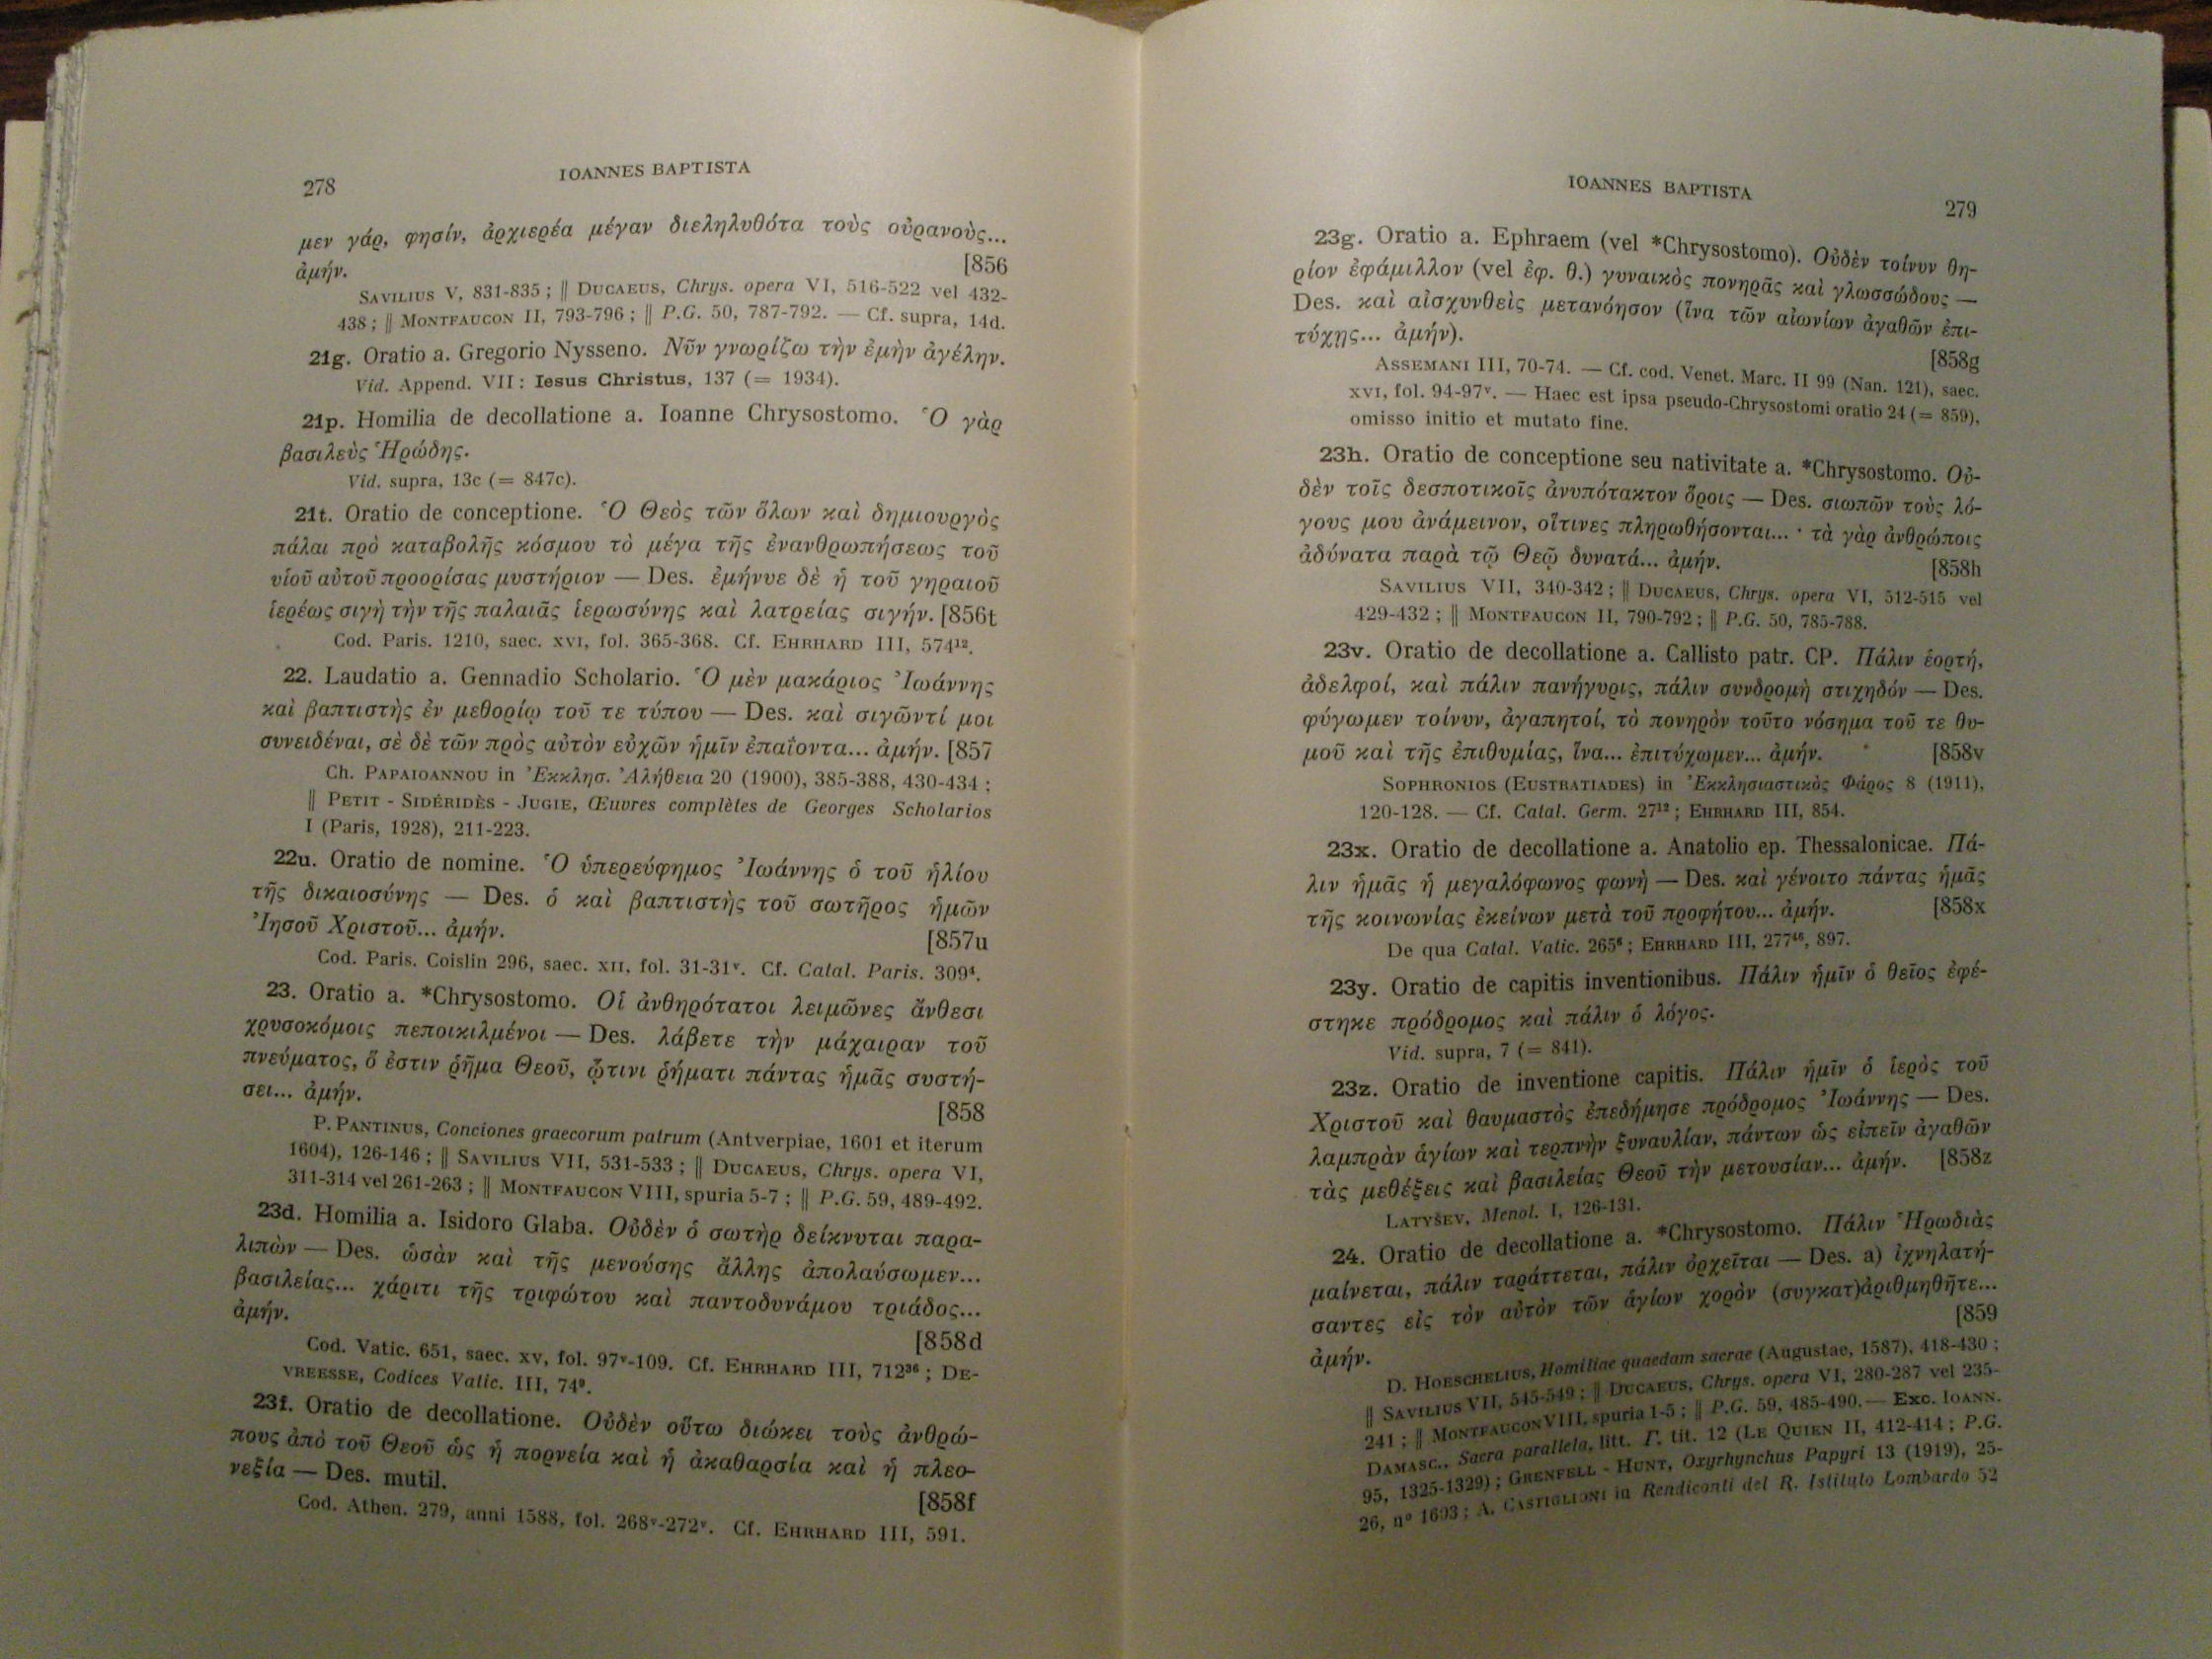 278
IOANNES BAPTISTA
μεν γάρ, φησίν, ἀρχιερέα μέγαν διεληλυθότα τοὺς οὐρανούς...
ἀμήν. [856
SAVILIUS V, 831-835 ; || DUCAEUS, Chrys. opera VI, 516-522 vel 432-
438 ; || MONTFAUCON II, 793-796 ; || P.G. 50, 787-792. — Cf. supra, 14d.
21g. Oratio a. Gregorio Nysseno. Νῦν γνωρίζω τὴν ἐμὴν ἀγέλην.
Vid. Append. VII : Iesus Christus, 137 (= 1934).
21p. Homilia de decollatione a. Ioanne Chrysostomo. Ὁ γὰρ
βασιλεὺς Ἡρώδης.
Vid. supra, 13c (= 847c).
21t. Oratio de conceptione. Ὁ Θεὸς τῶν ὅλων καὶ δημιουργὸς
πάλαι πρὸ καταβολῆς κόσμου τὸ μέγα τῆς ἐνανθρωπήσεως τοῦ
υἱοῦ αὐτοῦ προορίσας μυστήριον — Des. ἐμήνυε δὲ ἡ τοῦ γηραιοῦ
ἱερέως σιγὴ τὴν τῆς παλαιᾶς ἱερωσύνης καὶ λατρείας σιγήν. [856t
Cod. Paris. 1210, saec. XVI, fol. 365-368. Cf. EHRHARD III, 574¹².
22. Laudatio a. Gennadio Scholario. Ὁ μὲν μακάριος Ἰωάννης
καὶ βαπτιστὴς ἐν μεθορίῳ τοῦ τε τύπου — Des. καὶ σιγῶντί μοι
συνειδέναι, σὲ δὲ τῶν πρὸς αὐτὸν εὐχῶν ἡμῖν ἐπαΐοντα... ἀμήν. [857
Ch. PAPAIOANNOU in Ἐκκλησ. Ἀλήθεια 20 (1900), 385-388, 430-434 ;
|| PETIT - SIDÉRIDÈS - JUGIE, Œuvres complètes de Georges Scholarios
I (Paris, 1928), 211-223.
22u. Oratio de nomine. Ὁ ὑπερεύφημος Ἰωάννης ὁ τοῦ ἡλίου
τῆς δικαιοσύνης — Des. ὁ καὶ βαπτιστὴς τοῦ σωτῆρος ἡμῶν
Ἰησοῦ Χριστοῦ... ἀμήν. [857u
Cod. Paris. Coislin 296, saec. XII, fol. 31-31ᵛ. Cf. Catal. Paris. 309⁴.
23. Oratio a. *Chrysostomo. Οἱ ἀνθηρότατοι λειμῶνες ἄνθεσι
χρυσοκόμοις πεποικιλμένοι — Des. λάβετε τὴν μάχαιραν τοῦ
πνεύματος, ὅ ἐστιν ῥῆμα Θεοῦ, ᾧτινι ῥήματι πάντας ἡμᾶς συστή-
σει... ἀμήν. [858
P. PANTINUS, Conciones graecorum patrum (Antverpiae, 1601 et iterum
1604), 126-146 ; || SAVILIUS VII, 531-533 ; || DUCAEUS, Chrys. opera VI,
311-314 vel 261-263 ; || MONTFAUCON VIII, spuria 5-7 ; || P.G. 59, 489-492.
23d. Homilia a. Isidoro Glaba. Οὐδὲν ὁ σωτὴρ δείκνυται παρα-
λιπὼν — Des. ὡσὰν καὶ τῆς μενούσης ἄλλης ἀπολαύσωμεν...
βασιλείας... χάριτι τῆς τριφώτου καὶ παντοδυνάμου τριάδος...
ἀμήν. [858d
Cod. Vatic. 651, saec. XV, fol. 97ᵛ-109. Cf. EHRHARD III, 712³⁶ ; DE-
VREESSE, Codices Vatic. III, 74⁹.
23f. Oratio de decollatione. Οὐδὲν οὕτω διώκει τοὺς ἀνθρώ-
πους ἀπὸ τοῦ Θεοῦ ὡς ἡ πορνεία καὶ ἡ ἀκαθαρσία καὶ ἡ πλεο-
νεξία — Des. mutil. [858f
Cod. Athen. 279, anni 1588, fol. 268ᵛ-272ᵛ. Cf. EHRHARD III, 591.
IOANNES BAPTISTA
279
23g. Oratio a. Ephraem (vel *Chrysostomo). Οὐδὲν τοίνυν θη-
ρίον ἐφάμιλλον (vel ἐφ. θ.) γυναικὸς πονηρᾶς καὶ γλωσσώδους —
Des. καὶ αἰσχυνθεὶς μετανόησον (ἵνα τῶν αἰωνίων ἀγαθῶν ἐπι-
τύχῃς... ἀμήν). [858g
ASSEMANI III, 70-74. — Cf. cod. Venet. Marc. II 99 (Nan. 121), saec.
XVI, fol. 94-97ᵛ. — Haec est ipsa pseudo-Chrysostomi oratio 24 (= 859),
omisso initio et mutato fine.
23h. Oratio de conceptione seu nativitate a. *Chrysostomo. Οὐ-
δὲν τοῖς δεσποτικοῖς ἀνυπότακτον ὅροις — Des. σιωπῶν τοὺς λό-
γους μου ἀνάμεινον, οἵτινες πληρωθήσονται... · τὰ γὰρ ἀνθρώποις
ἀδύνατα παρὰ τῷ Θεῷ δυνατά... ἀμήν. [858h
SAVILIUS VII, 340-342 ; || DUCAEUS, Chrys. opera VI, 512-515 vel
429-432 ; || MONTFAUCON II, 790-792 ; || P.G. 50, 785-788.
23v. Oratio de decollatione a. Callisto patr. CP. Πάλιν ἑορτή,
ἀδελφοί, καὶ πάλιν πανήγυρις, πάλιν συνδρομὴ στιχηδόν — Des.
φύγωμεν τοίνυν, ἀγαπητοί, τὸ πονηρὸν τοῦτο νόσημα τοῦ τε θυ-
μοῦ καὶ τῆς ἐπιθυμίας, ἵνα... ἐπιτύχωμεν... ἀμήν. [858v
SOPHRONIOS (EUSTRATIADES) in Ἐκκλησιαστικὸς Φάρος 8 (1911),
120-128. — Cf. Catal. Germ. 27¹² ; EHRHARD III, 854.
23x. Oratio de decollatione a. Anatolio ep. Thessalonicae. Πά-
λιν ἡμᾶς ἡ μεγαλόφωνος φωνὴ — Des. καὶ γένοιτο πάντας ἡμᾶς
τῆς κοινωνίας ἐκείνων μετὰ τοῦ προφήτου... ἀμήν. [858x
De qua Catal. Vatic. 265⁶ ; EHRHARD III, 277⁴⁶, 897.
23y. Oratio de capitis inventionibus. Πάλιν ἡμῖν ὁ θεῖος ἐφέ-
στηκε πρόδρομος καὶ πάλιν ὁ λόγος.
Vid. supra, 7 (= 841).
23z. Oratio de inventione capitis. Πάλιν ἡμῖν ὁ ἱερὸς τοῦ
Χριστοῦ καὶ θαυμαστὸς ἐπεδήμησε πρόδρομος Ἰωάννης — Des.
λαμπρὰν ἁγίων καὶ τερπνὴν ξυναυλίαν, πάντων ὡς εἰπεῖν ἀγαθῶν
τὰς μεθέξεις καὶ βασιλείας Θεοῦ τὴν μετουσίαν... ἀμήν. [858z
LATYŠEV, Menol. I, 126-131.
24. Oratio de decollatione a. *Chrysostomo. Πάλιν Ἡρωδιὰς
μαίνεται, πάλιν ταράττεται, πάλιν ὀρχεῖται — Des. a) ἰχνηλατή-
σαντες εἰς τὸν αὐτὸν τῶν ἁγίων χορὸν (συγκατ)ἀριθμηθῆτε...
ἀμήν. [859
D. HOESCHELIUS, Homiliae quaedam sacrae (Augustae, 1587), 418-430 ;
|| SAVILIUS VII, 545-549 ; || DUCAEUS, Chrys. opera VI, 280-287 vel 235-
241 ; || MONTFAUCON VIII, spuria 1-5 ; || P.G. 59, 485-490. — Exc. IOANN.
DAMASC., Sacra parallela, litt. Γ, tit. 12 (LE QUIEN II, 412-414 ; P.G.
95, 1325-1329) ; GRENFELL - HUNT, Oxyrhynchus Papyri 13 (1919), 25-
26, nº 1603 ; A. CASTIGLIONI in Rendiconti del R. Istituto Lombardo 52